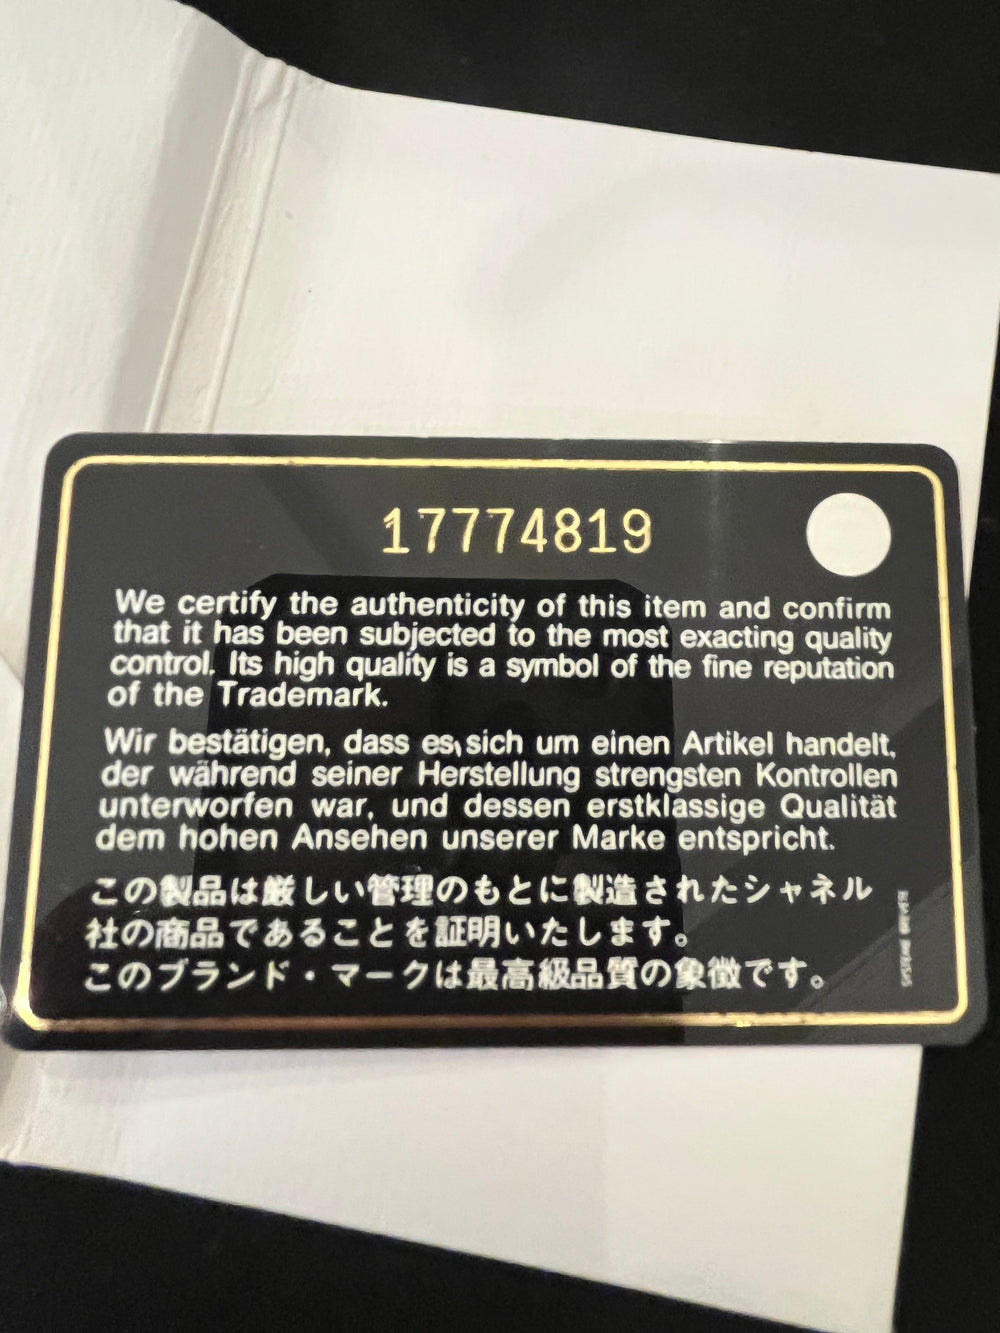 17774819
We certify the authenticity of this item and confirm
that it has been subjected to the most exacting quality
control. Its high quality is a symbol of the fine reputation
of the Trademark.
Wir bestätigen, dass es sich um einen Artikel handelt,
der während seiner Herstellung strengsten Kontrollen
unterworfen war, und dessen erstklassige Qualität
dem hohen Ansehen unserer Marke entspricht.
この製品は厳しい管理のもとに製造されたシャネル
社の商品であることを証明いたします。
このブランド・マークは最高級品質の象徴です。